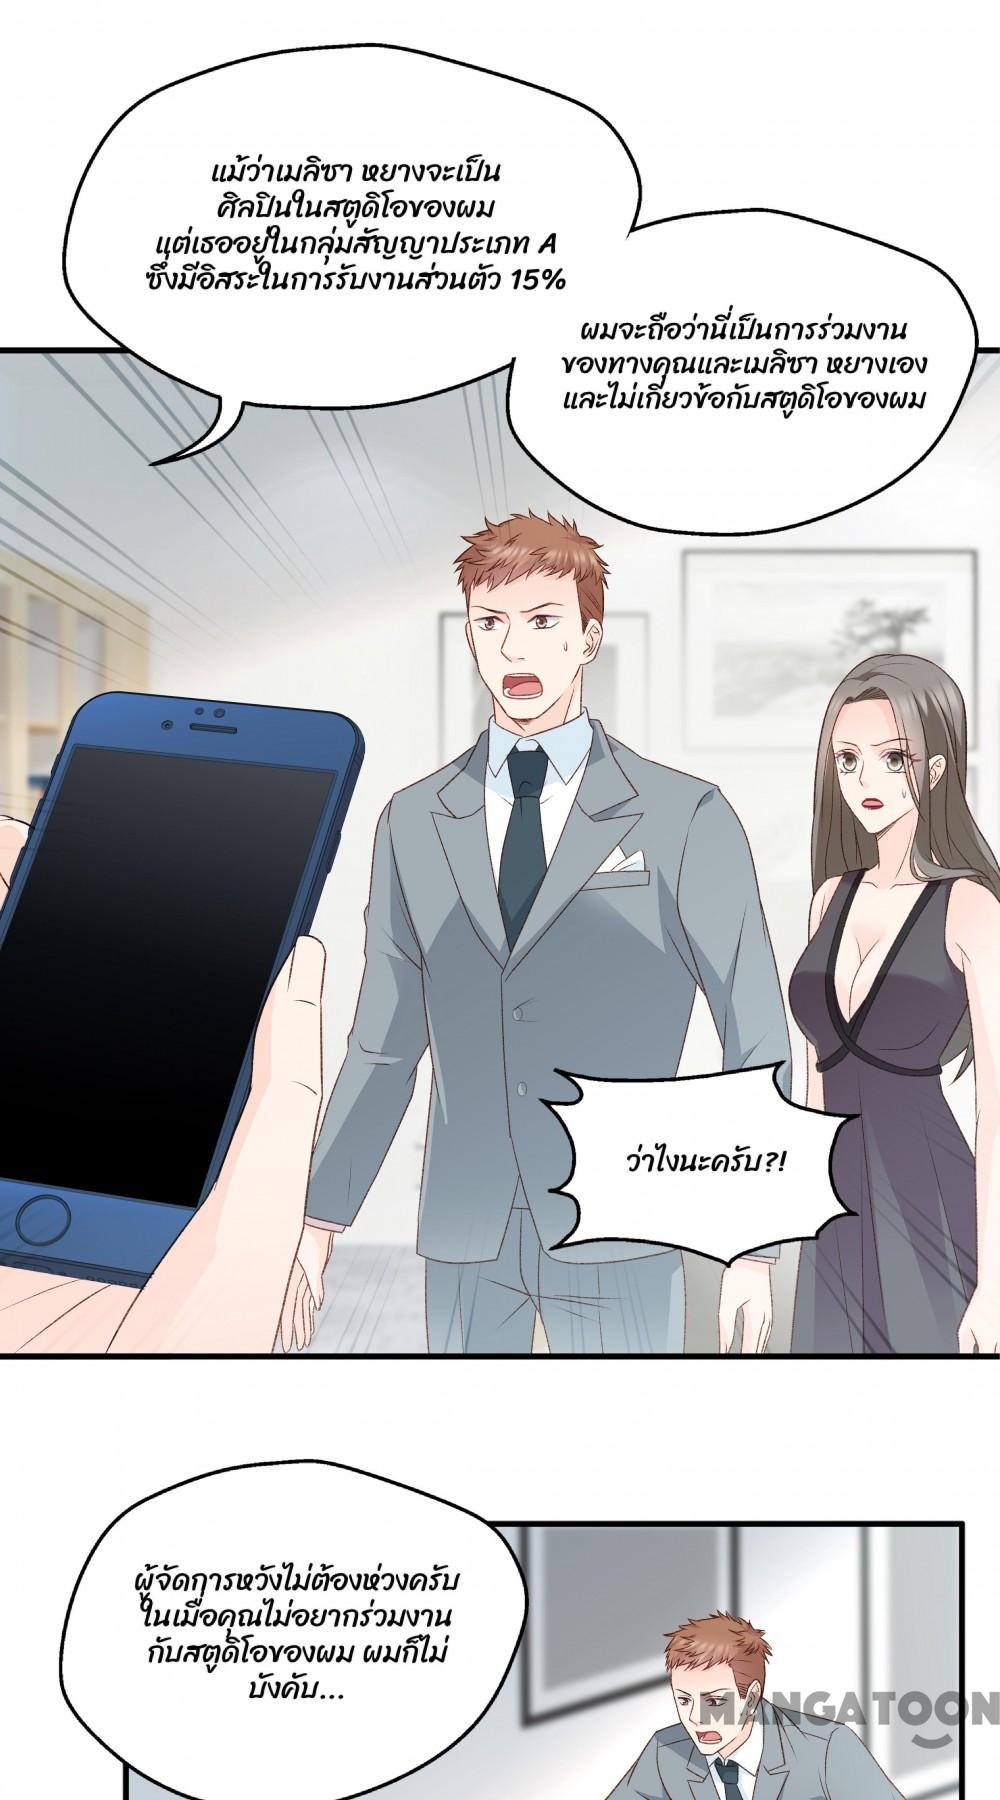 แม้ว่าเมลิซา หยางจะเป็น
ศิลปินในสตูดิโอของผม
แต่เธออยู่ในกลุ่มสัญญาประเภท A
ซึ่งมีอิสระในการรับงานส่วนตัว 15%
ผมจะถือว่านี่เป็นการร่วมงาน
ของทางคุณและเมลิซา หยางเอง
และไม่เกี่ยวข้อกับสตูดิโอของผม
ว่าไงนะครับ?!
ผู้จัดการหวังไม่ต้องห่วงครับ
ในเมื่อคุณไม่อยากร่วมงาน
กับสตูดิโอของผม ผมก็ไม่
บังคับ...
MANGATOON